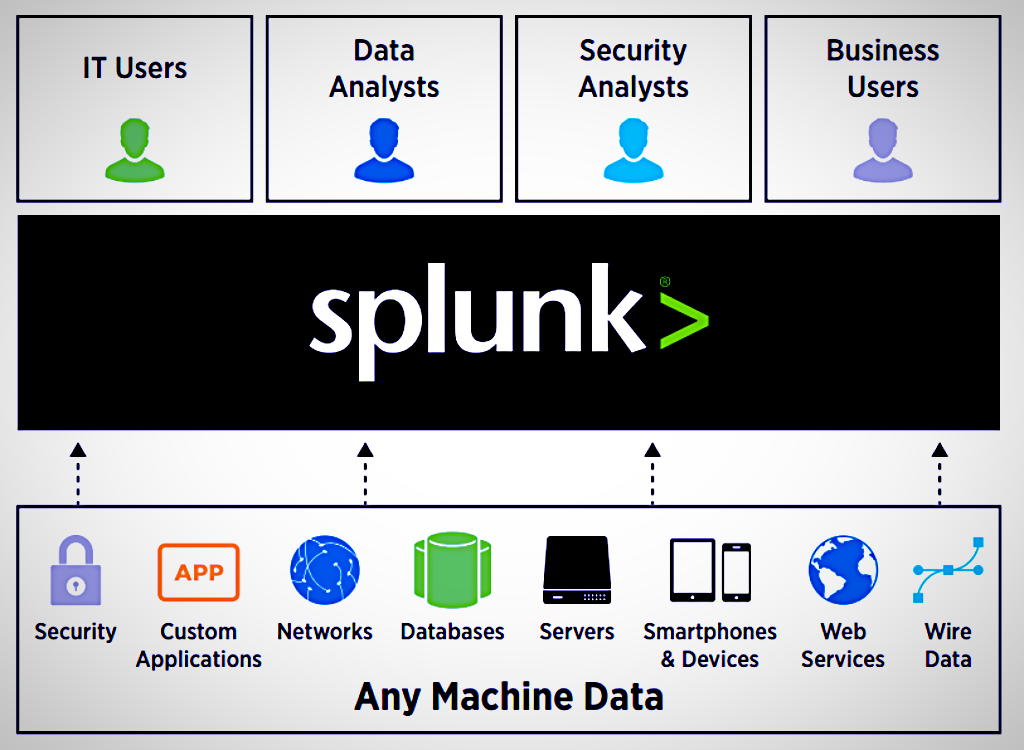 IT Users
Data
Analysts
Security
Analysts
Business
Users
splunk>®
APP
Security
Custom
Applications
Networks
Databases
Servers
Smartphones
& Devices
Web
Services
Wire
Data
Any Machine Data